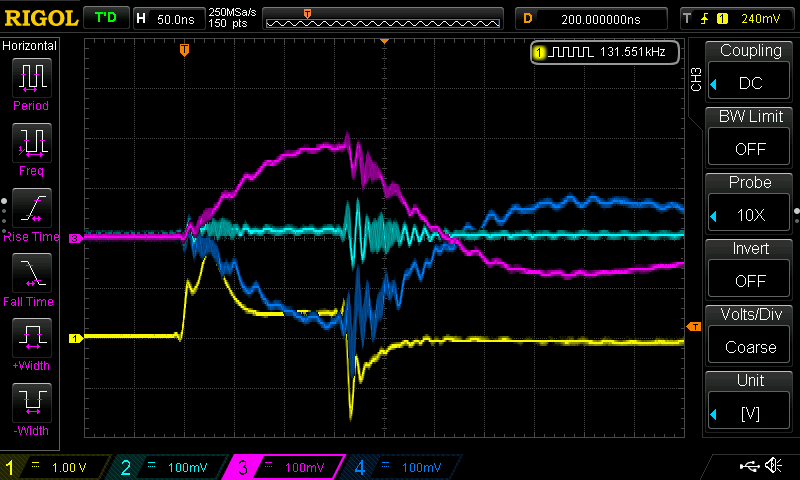 RIGOL T'D H 50.0ns 250MSa/s D 200.000000ns T 1 240mV
150 pts
T
Horizontal
Period
Freq
Rise Time
Fall Time
+Width
-Width
T
1 131.551kHz
3
1
T
CH3
Coupling
DC
BW Limit
OFF
Probe
10X
Invert
OFF
Volts/Div
Coarse
Unit
[V]
1 1.00 V 2 100mV 3 100mV 4 100mV